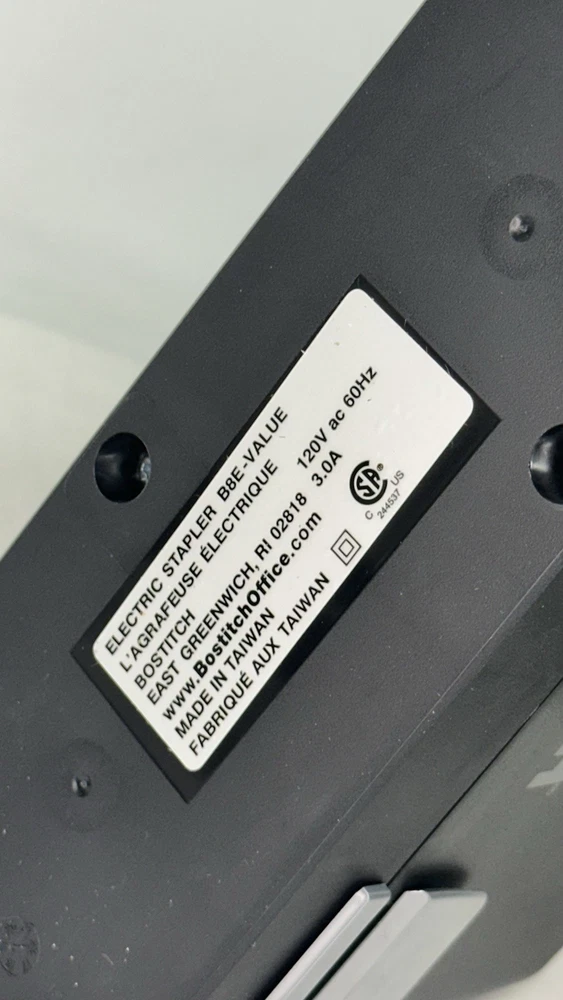 ELECTRIC STAPLER B8E-VALUE
L'AGRAFEUSE ÉLECTRIQUE
BOSTITCH 120V ac 60Hz
EAST GREENWICH, RI 02818 3.0A
www.BostitchOffice.com
MADE IN TAIWAN
FABRIQUÉ AUX TAIWAN
SA®
C US
244537